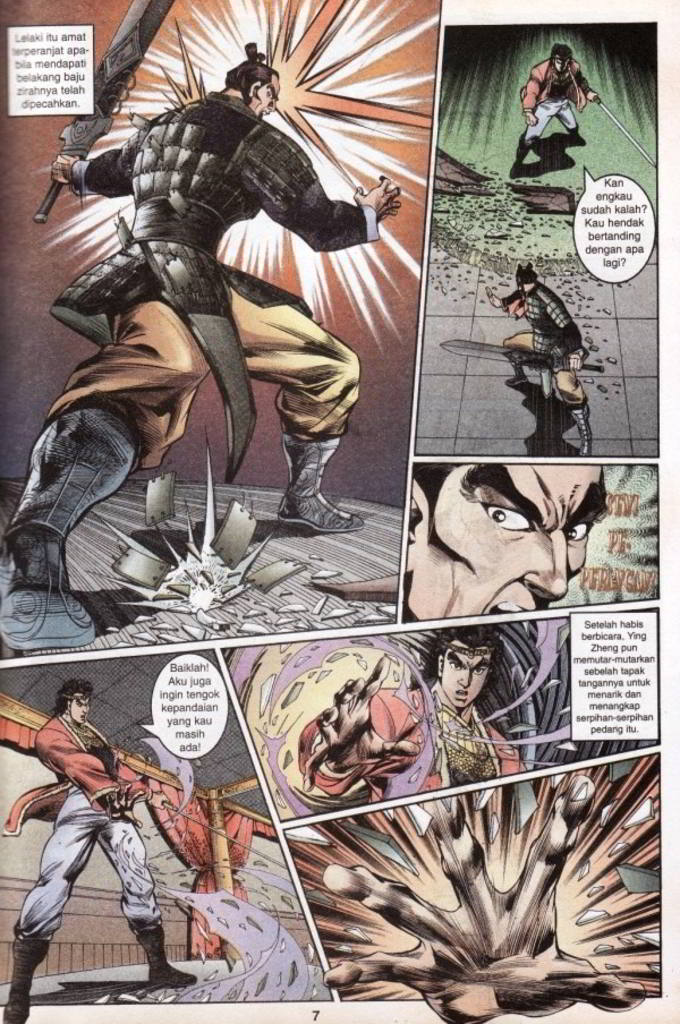 Lelaki itu amat
terperanjat apa-
bila mendapati
belakang baju
zirahnya telah
dipecahkan.
Kan
engkau
sudah kalah?
Kau hendak
bertanding
dengan apa
lagi?
Setelah habis
berbicara, Ying
Zheng pun
memutar-mutarkan
sebelah tapak
tangannya untuk
menarik dan
menangkap
serpihan-serpihan
pedang itu.
Baiklah!
Aku juga
ingin tengok
kepandaian
yang kau
masih
ada!
7